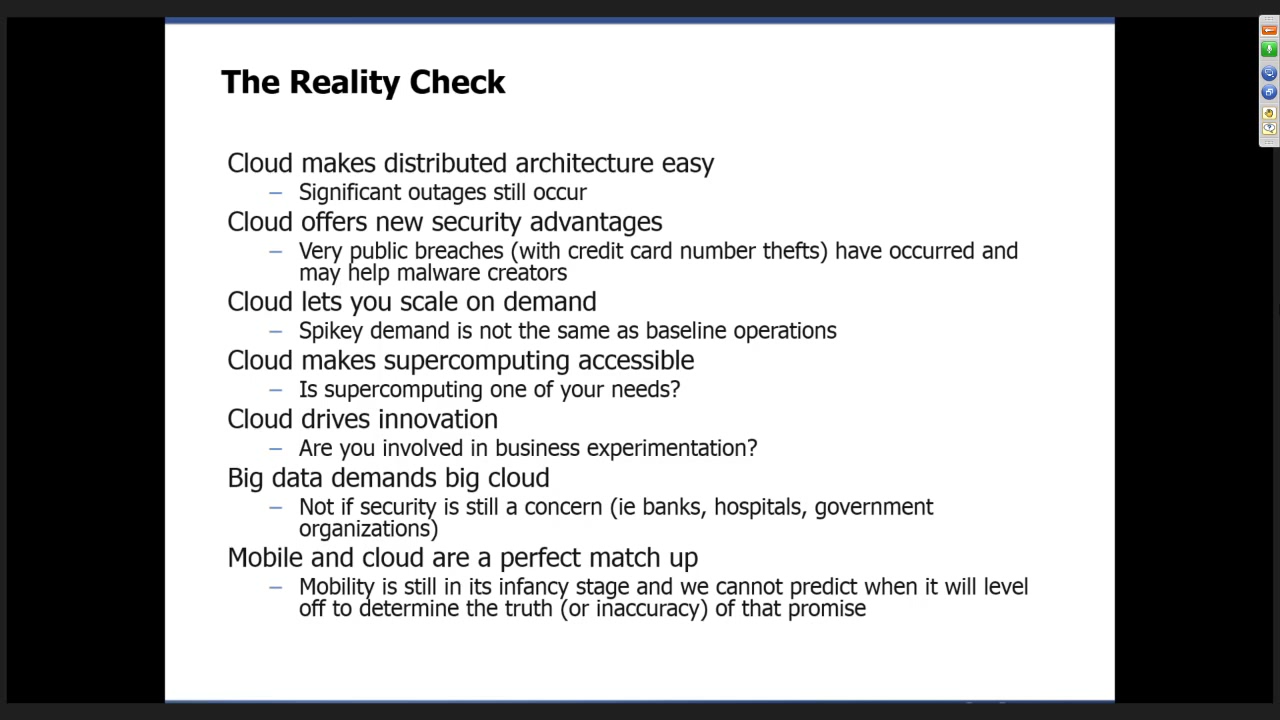 The Reality Check
Cloud makes distributed architecture easy
– Significant outages still occur
Cloud offers new security advantages
– Very public breaches (with credit card number thefts) have occurred and
may help malware creators
Cloud lets you scale on demand
– Spikey demand is not the same as baseline operations
Cloud makes supercomputing accessible
– Is supercomputing one of your needs?
Cloud drives innovation
– Are you involved in business experimentation?
Big data demands big cloud
– Not if security is still a concern (ie banks, hospitals, government
organizations)
Mobile and cloud are a perfect match up
– Mobility is still in its infancy stage and we cannot predict when it will level
off to determine the truth (or inaccuracy) of that promise